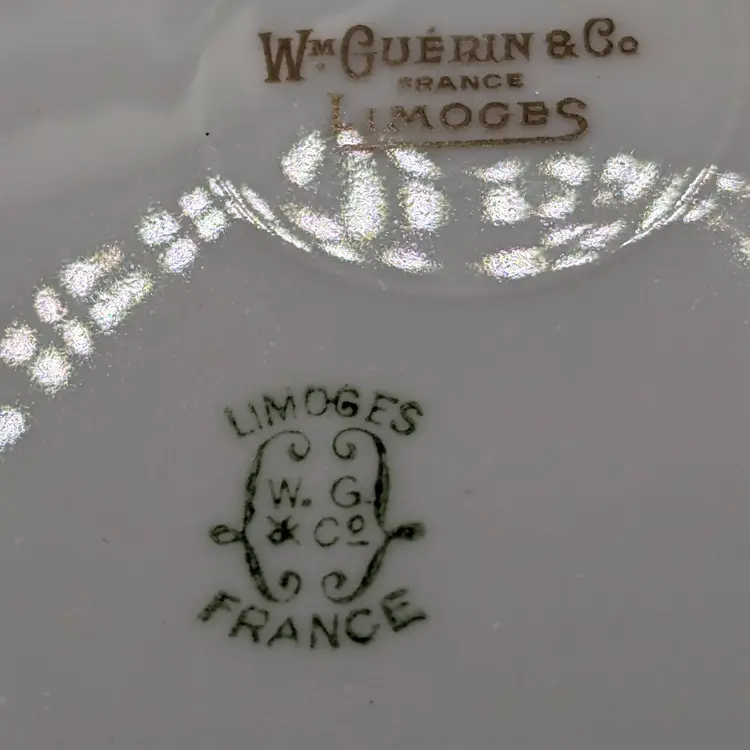 WM GUÉRIN & Co
FRANCE
LIMOGES
LIMOGES
W. G.
& Cº
FRANCE